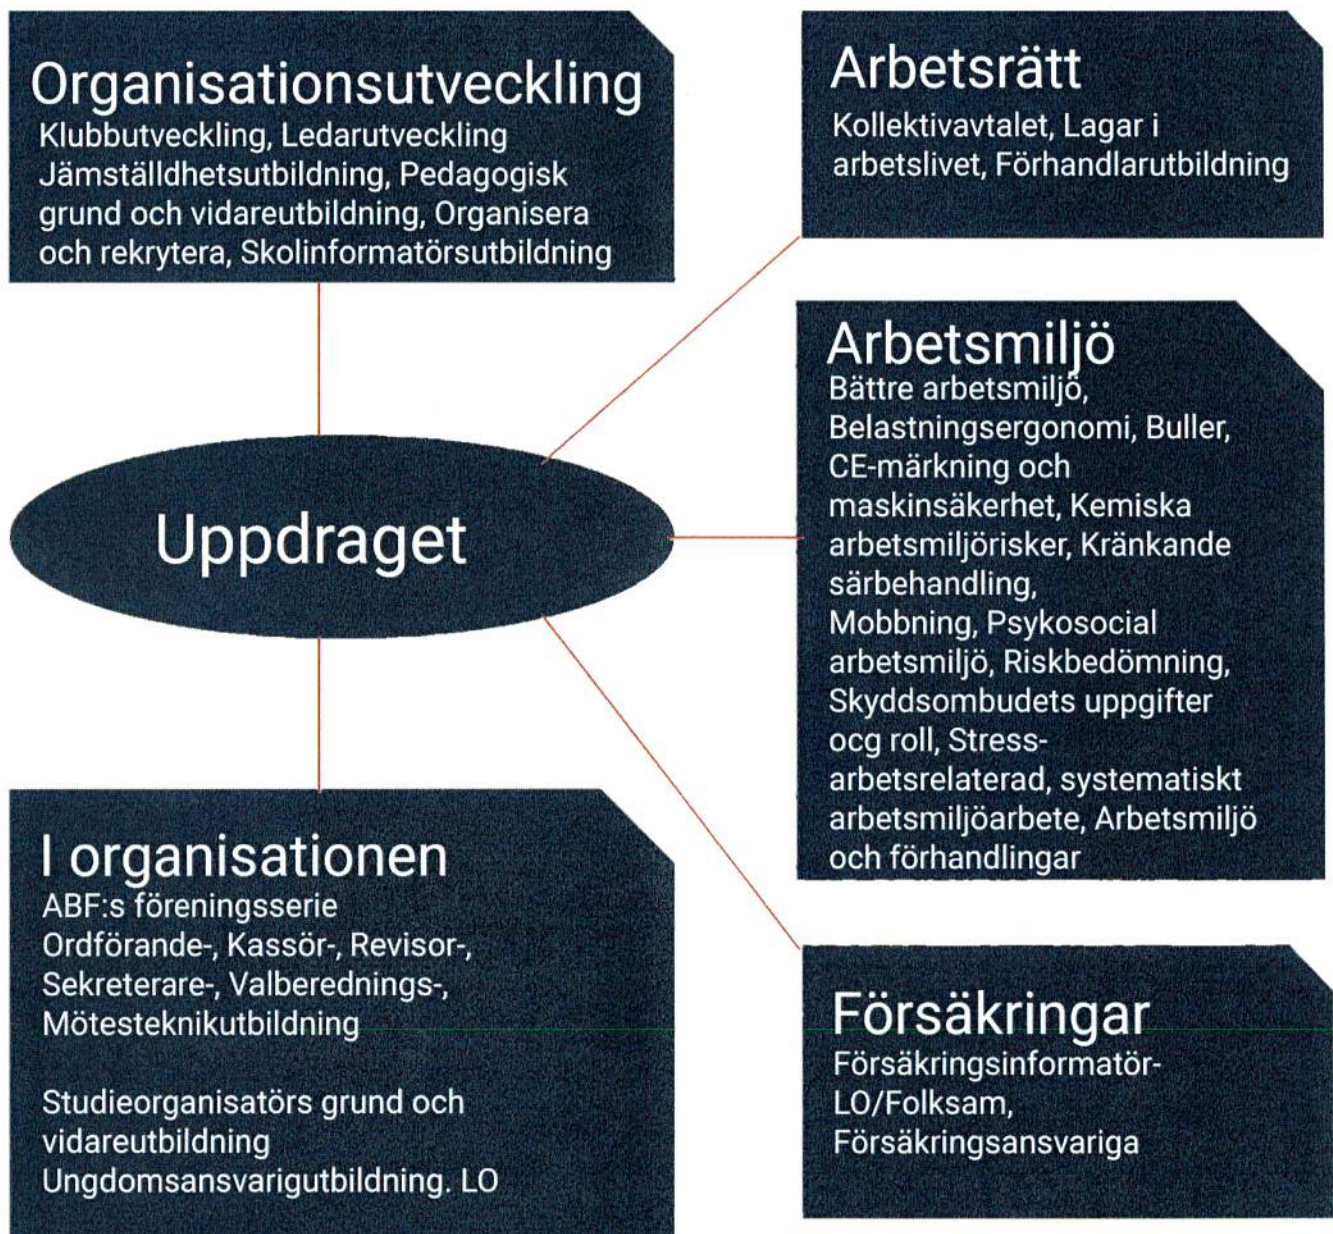 Organisationsutveckling
Klubbutveckling, Ledarutveckling
Jämställdhetsutbildning, Pedagogisk
grund och vidareutbildning, Organisera
och rekrytera, Skolinformatörsutbildning
Arbetsrätt
Kollektivavtalet, Lagar i
arbetslivet, Förhandlarutbildning
Uppdraget
Arbetsmiljö
Bättre arbetsmiljö,
Belastningsergonomi, Buller,
CE-märkning och
maskinsäkerhet, Kemiska
arbetsmiljörisker, Kränkande
särbehandling,
Mobbning, Psykosocial
arbetsmiljö, Riskbedömning,
Skyddsombudets uppgifter
ocg roll, Stress-
arbetsrelaterad, systematiskt
arbetsmiljöarbete, Arbetsmiljö
och förhandlingar
I organisationen
ABF:s föreningsserie
Ordförande-, Kassör-, Revisor-,
Sekreterare-, Valberednings-,
Mötesteknikutbildning
Studieorganisatörs grund och
vidareutbildning
Ungdomsansvarigutbildning. LO
Försäkringar
Försäkringsinformatör-
LO/Folksam,
Försäkringsansvariga